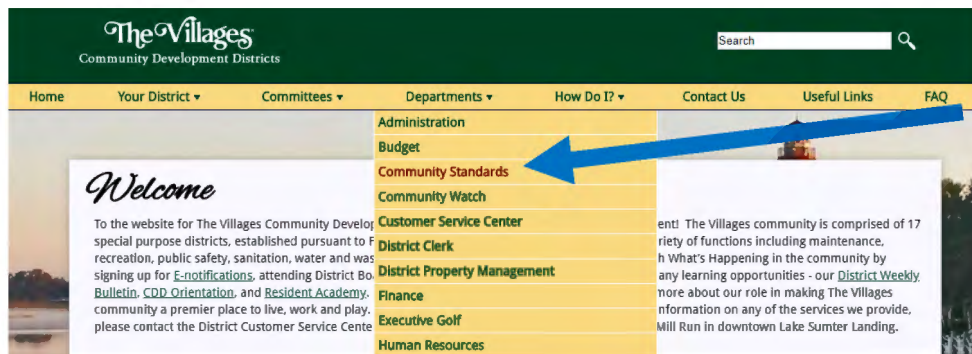 The Villages
Community Development Districts
Search
Home Your District Committees Departments How Do I? Contact Us Useful Links FAQ
Administration
Budget
Community Standards
Community Watch
Customer Service Center
District Clerk
District Property Management
Finance
Executive Golf
Human Resources
Welcome
To the website for The Villages Community Develop ent! The Villages community is comprised of 17
special purpose districts, established pursuant to F riety of functions including maintenance,
recreation, public safety, sanitation, water and was h What's Happening in the community by
signing up for E-notifications, attending District Bo any learning opportunities - our District Weekly
Bulletin, CDD Orientation, and Resident Academy. more about our role in making The Villages
community a premier place to live, work and play. nformation on any of the services we provide,
please contact the District Customer Service Cente Mill Run in downtown Lake Sumter Landing.